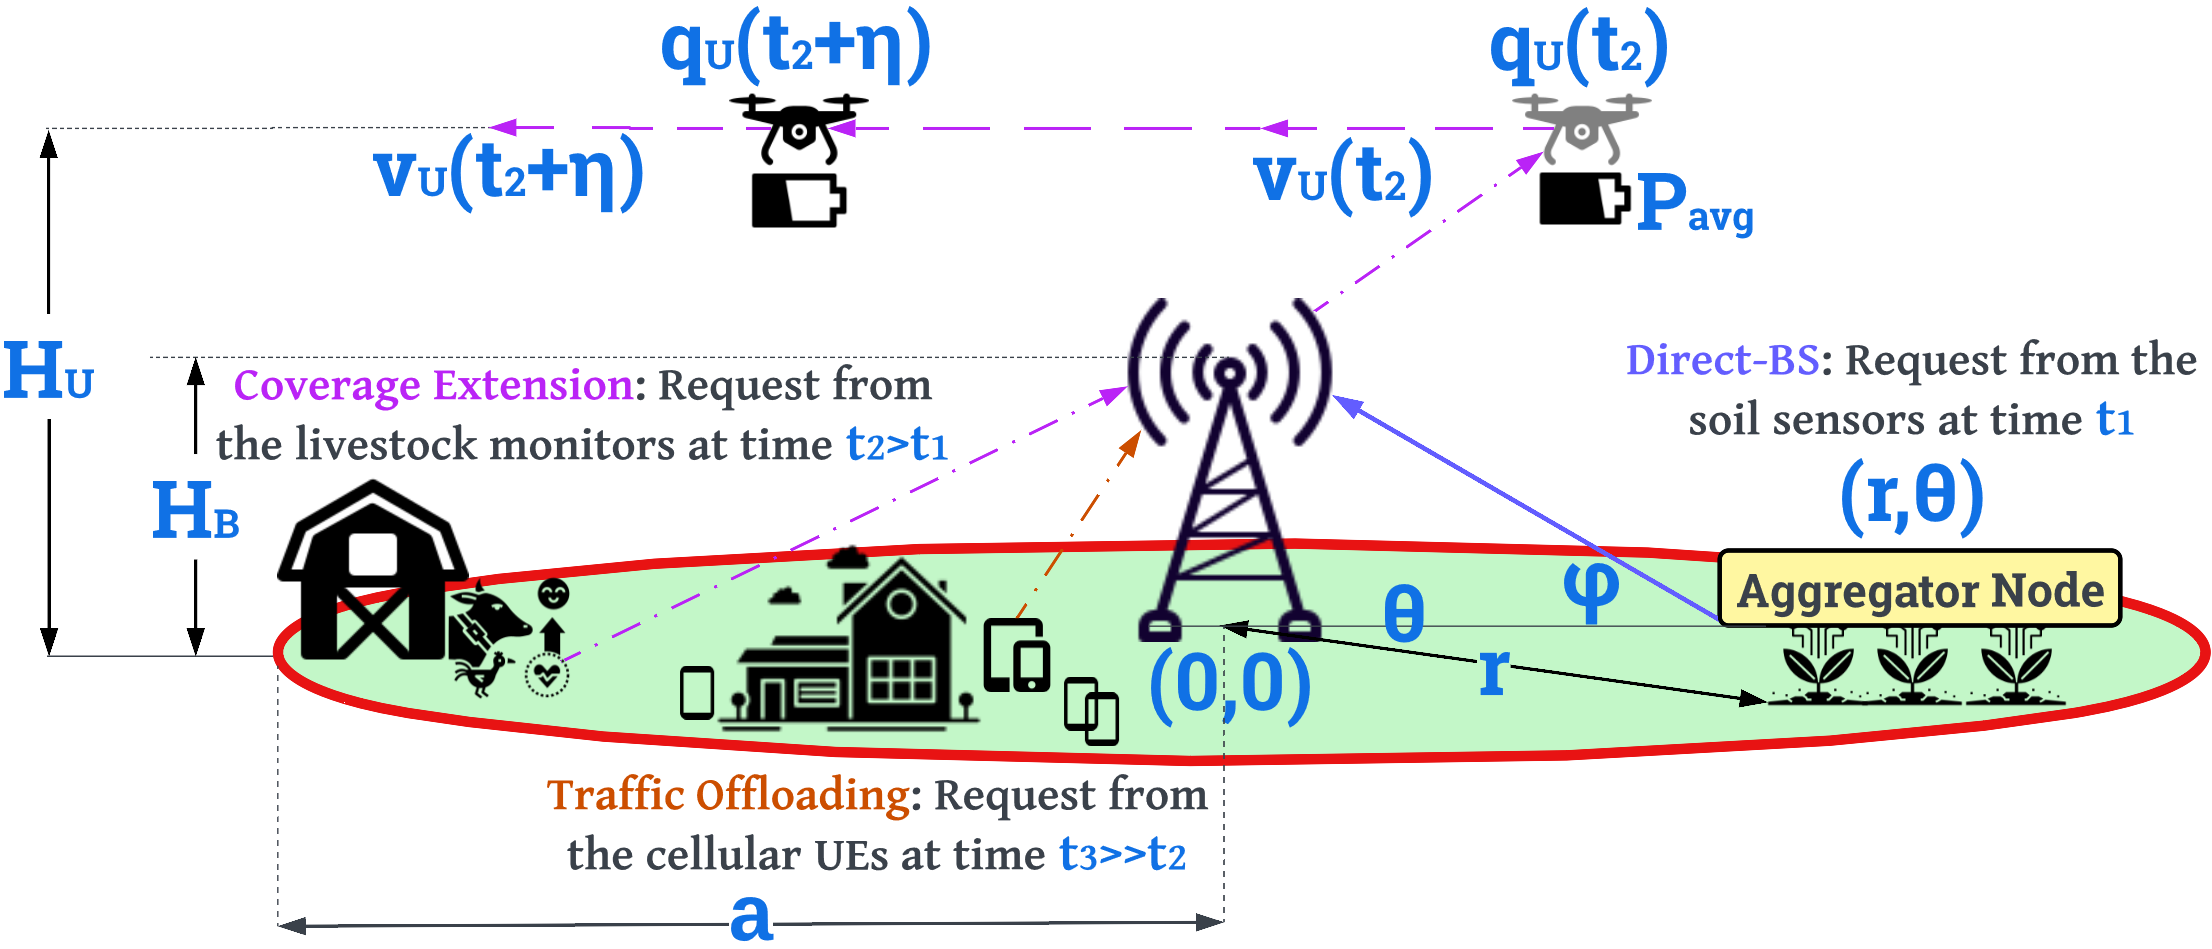 qU(t2+η)
qU(t2)
vU(t2+η)
vU(t2)
Pavg
HU
HB
Coverage Extension: Request from
the livestock monitors at time t2>t1
Direct-BS: Request from the
soil sensors at time t1
(r,θ)
Aggregator Node
φ
θ
r
(0,0)
Traffic Offloading: Request from
the cellular UEs at time t3>>t2
a